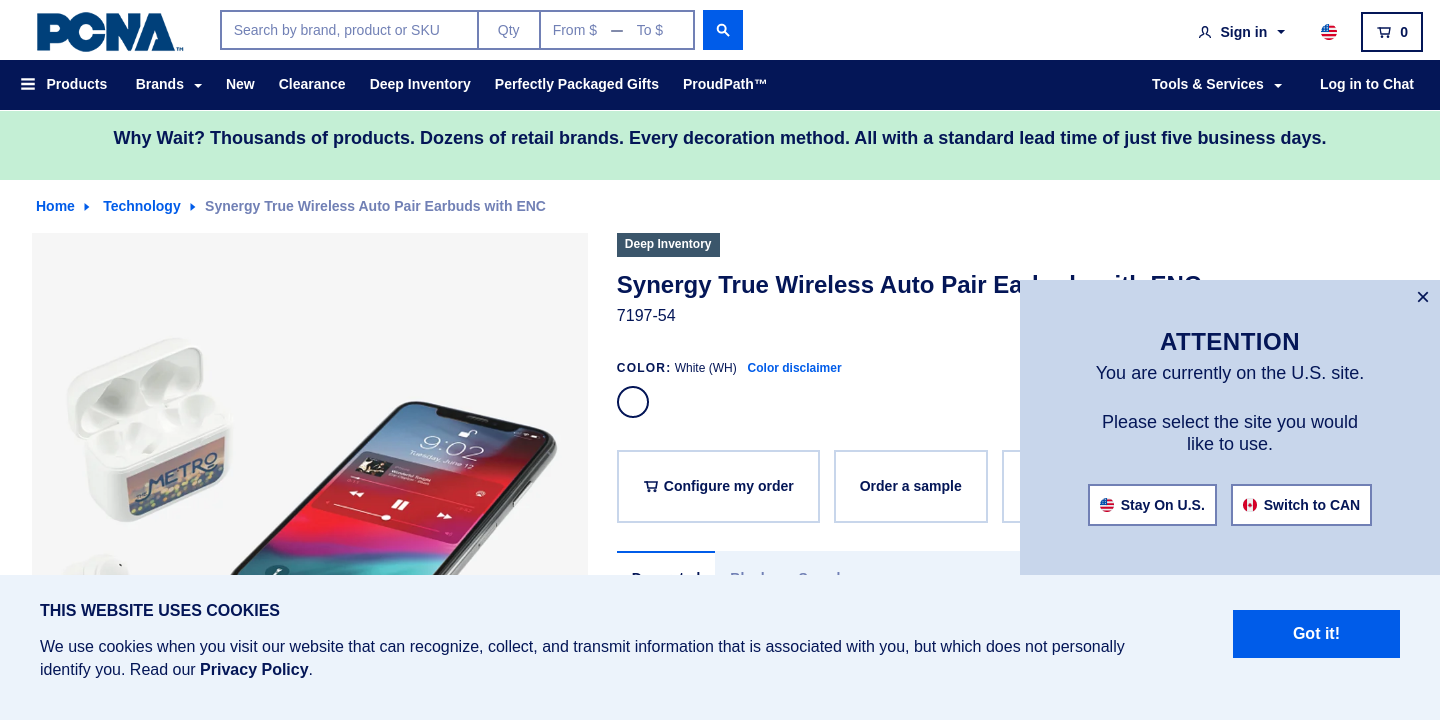 PCNA™
Search by brand, product or SKU
Qty
From $ — To $
Sign in
0
Products
Brands
New
Clearance
Deep Inventory
Perfectly Packaged Gifts
ProudPath™
Tools & Services
Log in to Chat
Why Wait? Thousands of products. Dozens of retail brands. Every decoration method. All with a standard lead time of just five business days.
Home
Technology
Synergy True Wireless Auto Pair Earbuds with ENC
Deep Inventory
Synergy True Wireless Auto Pair
7197-54
COLOR: White (WH) Color disclaimer
Configure my order
Order a sample
THE METRO
9:02
Tuesday, June 12
×
ATTENTION
You are currently on the U.S. site.
Please select the site you would
like to use.
Stay On U.S.
Switch to CAN
THIS WEBSITE USES COOKIES
We use cookies when you visit our website that can recognize, collect, and transmit information that is associated with you, but which does not personally
identify you. Read our Privacy Policy.
Got it!